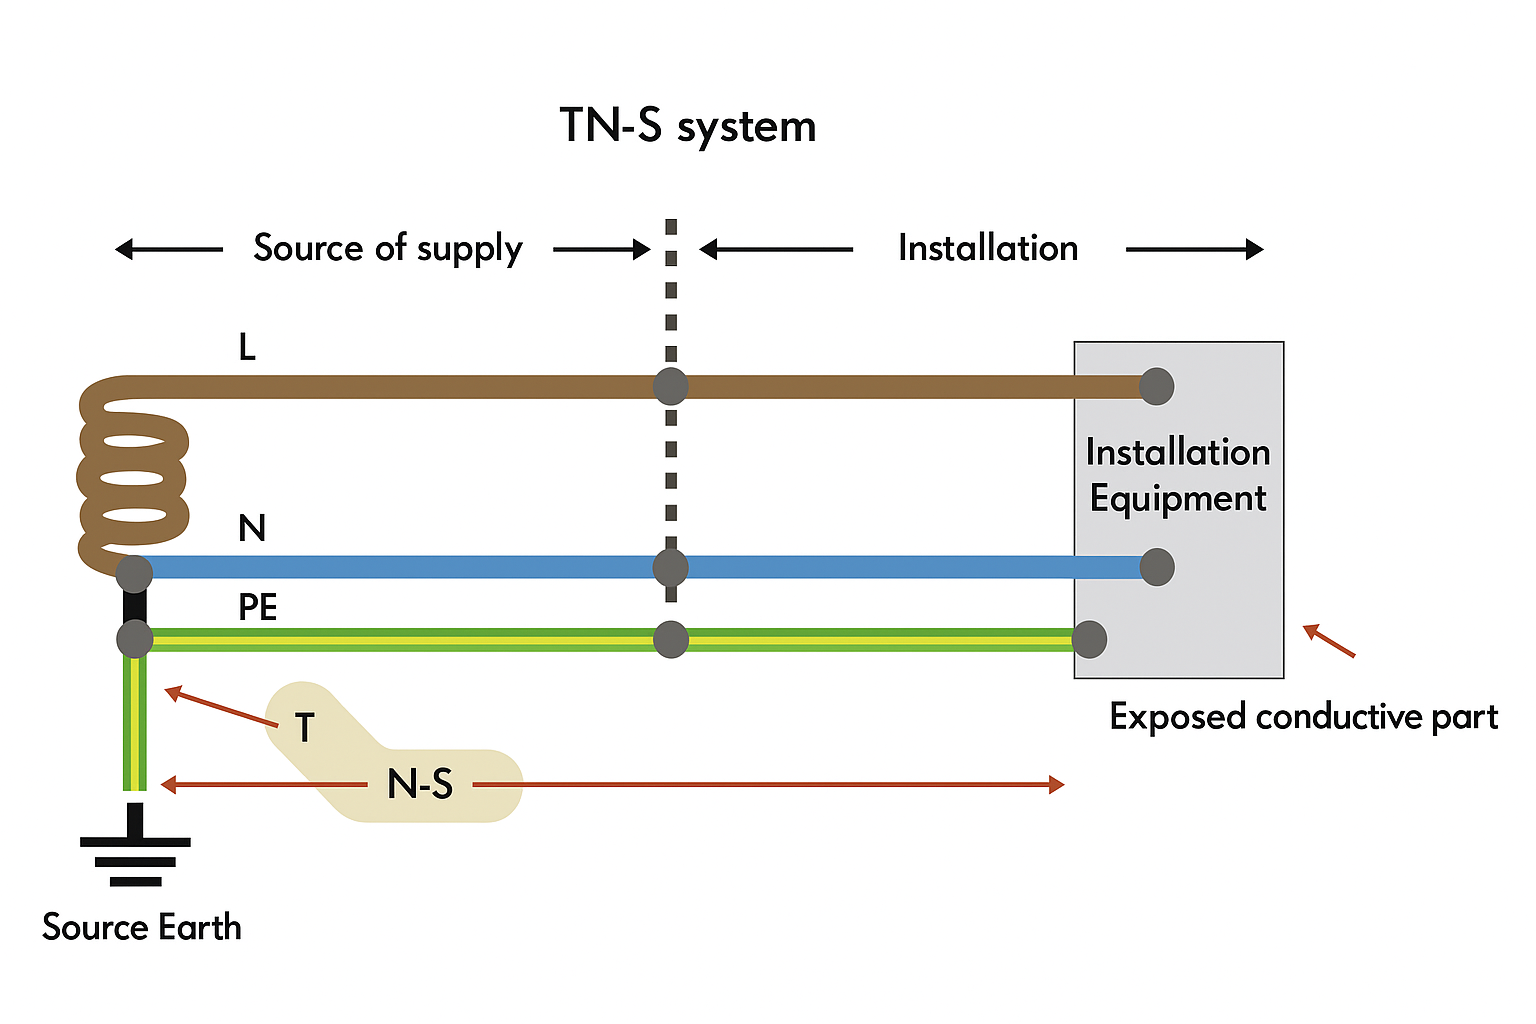 TN-S system
Source of supply
Installation
L
Installation
Equipment
N
PE
T
Exposed conductive part
N-S
Source Earth